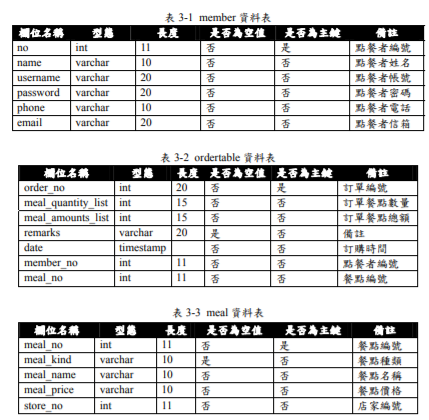 表 3-1 member 資料表
欄位名稱 型態 長度 是否為空值 是否為主鍵 備註
no int 11 否 是 點餐者編號
name varchar 10 否 否 點餐者姓名
username varchar 20 否 否 點餐者帳號
password varchar 20 否 否 點餐者密碼
phone varchar 10 否 否 點餐者電話
email varchar 20 否 否 點餐者信箱
表 3-2 ordertable 資料表
欄位名稱 型態 長度 是否為空值 是否為主鍵 備註
order_no int 20 否 是 訂單編號
meal_quantity_list int 15 否 否 訂單餐點數量
meal_amounts_list int 15 否 否 訂單餐點總額
remarks varchar 20 是 否 備註
date timestamp 否 否 訂購時間
member_no int 11 否 否 點餐者編號
meal_no int 11 否 否 餐點編號
表 3-3 meal 資料表
欄位名稱 型態 長度 是否為空值 是否為主鍵 備註
meal_no int 11 否 是 餐點編號
meal_kind varchar 10 是 否 餐點種類
meal_name varchar 10 否 否 餐點名稱
meal_price varchar 10 否 否 餐點價格
store_no int 11 否 否 店家編號